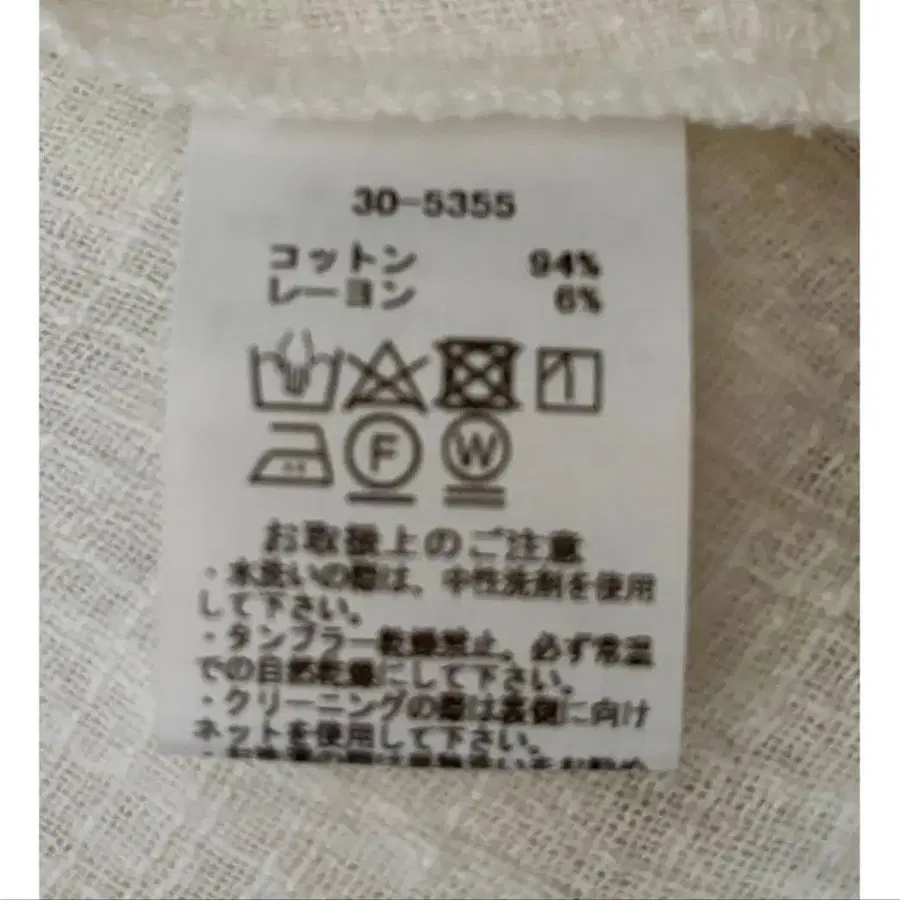 30-5355
コットン 94%
レーヨン 6%
F W
お取扱上のご注意
・水洗いの際は、中性洗剤を使用
して下さい。
・タンブラー乾燥禁止。必ず常温
での自然乾燥にして下さい。
・クリーニングの際は裏側に向け
ネットを使用して下さい。